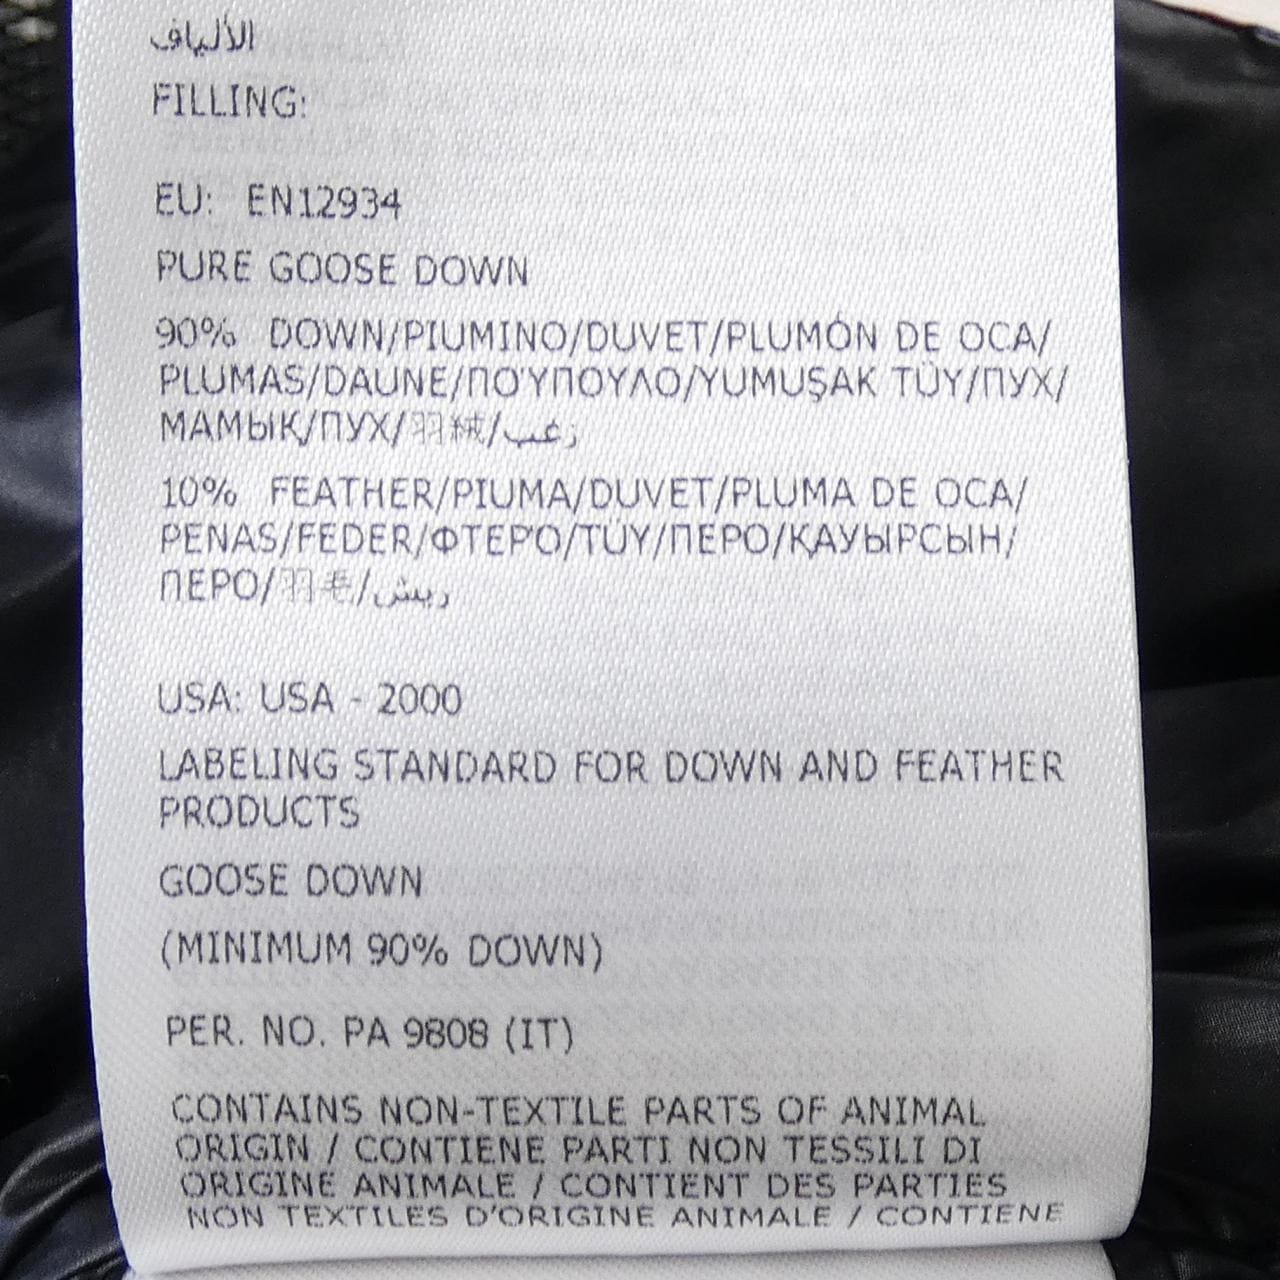 الألياف
FILLING:
EU: EN12934
PURE GOOSE DOWN
90% DOWN/PIUMINO/DUVET/PLUMÓN DE OCA/
PLUMAS/DAUNE/ΠΟΎΠΟΥΛΟ/YUMUŞAK TÜY/ПУХ/
МАМЫҚ/ПУХ/羽絨/زغب
10% FEATHER/PIUMA/DUVET/PLUMA DE OCA/
PENAS/FEDER/ΦΤΕΡΌ/TÜY/ПЕРО/ҚАУЫРСЫН/
ПЕРО/羽毛/ريش
USA: USA - 2000
LABELING STANDARD FOR DOWN AND FEATHER
PRODUCTS
GOOSE DOWN
(MINIMUM 90% DOWN)
PER. NO. PA 9808 (IT)
CONTAINS NON-TEXTILE PARTS OF ANIMAL
ORIGIN / CONTIENE PARTI NON TESSILI DI
ORIGINE ANIMALE / CONTIENT DES PARTIES
NON TEXTILES D'ORIGINE ANIMALE / CONTIENE